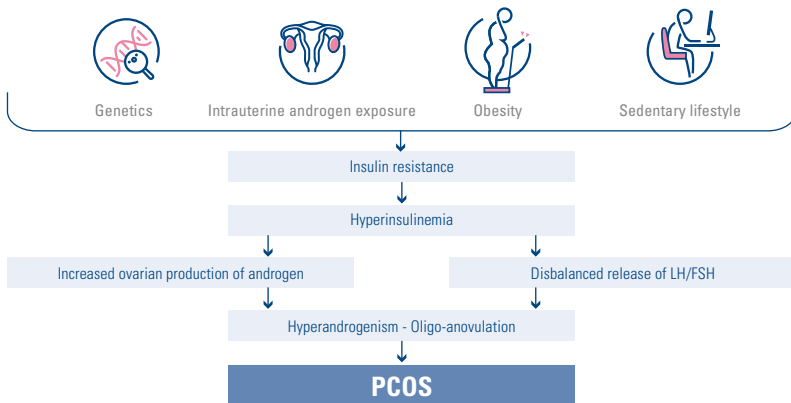 Genetics
Intrauterine androgen exposure
Obesity
Sedentary lifestyle
Insulin resistance
Hyperinsulinemia
Increased ovarian production of androgen
Disbalanced release of LH/FSH
Hyperandrogenism - Oligo-anovulation
PCOS